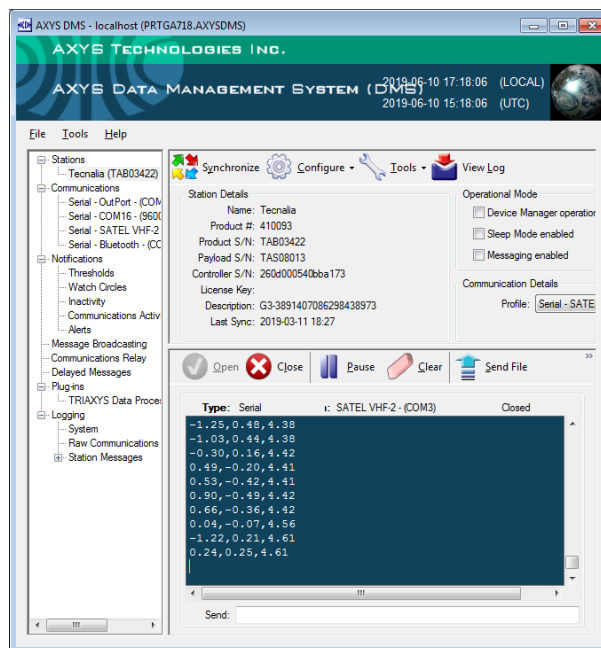 AXYS DMS - localhost (PRTGA718.AXYSDMS)
AXYS TECHNOLOGIES INC.
AXYS DATA MANAGEMENT SYSTEM (DMS)
2019-06-10 17:18:06 (LOCAL)
2019-06-10 15:18:06 (UTC)
File Tools Help
Stations
Tecnalia (TAB03422)
Communications
Serial - OutPort - (COM
Serial - COM16 - (9600
Serial - SATEL VHF-2
Serial - Bluetooth - (CC
Notifications
Thresholds
Watch Circles
Inactivity
Communications Activ
Alerts
Message Broadcasting
Communications Relay
Delayed Messages
Plug-ins
TRIAXYS Data Proces
Logging
System
Raw Communications
Station Messages
Synchronize Configure Tools View Log
Station Details
Name: Tecnalia
Product #: 410093
Product S/N: TAB03422
Payload S/N: TAS08013
Controller S/N: 260d000540bba173
License Key:
Description: G3-3891407086298438973
Last Sync: 2019-03-11 18:27
Operational Mode
Device Manager operation
Sleep Mode enabled
Messaging enabled
Communication Details
Profile: Serial - SATE
Open Close Pause Clear Send File
Type: Serial ı: SATEL VHF-2 - (COM3) Closed
-1.25,0.48,4.38
-1.03,0.44,4.38
-0.30,0.16,4.42
0.49,-0.20,4.41
0.53,-0.42,4.41
0.90,-0.49,4.42
0.66,-0.36,4.42
0.04,-0.07,4.56
-1.22,0.21,4.61
0.24,0.25,4.61
Send: